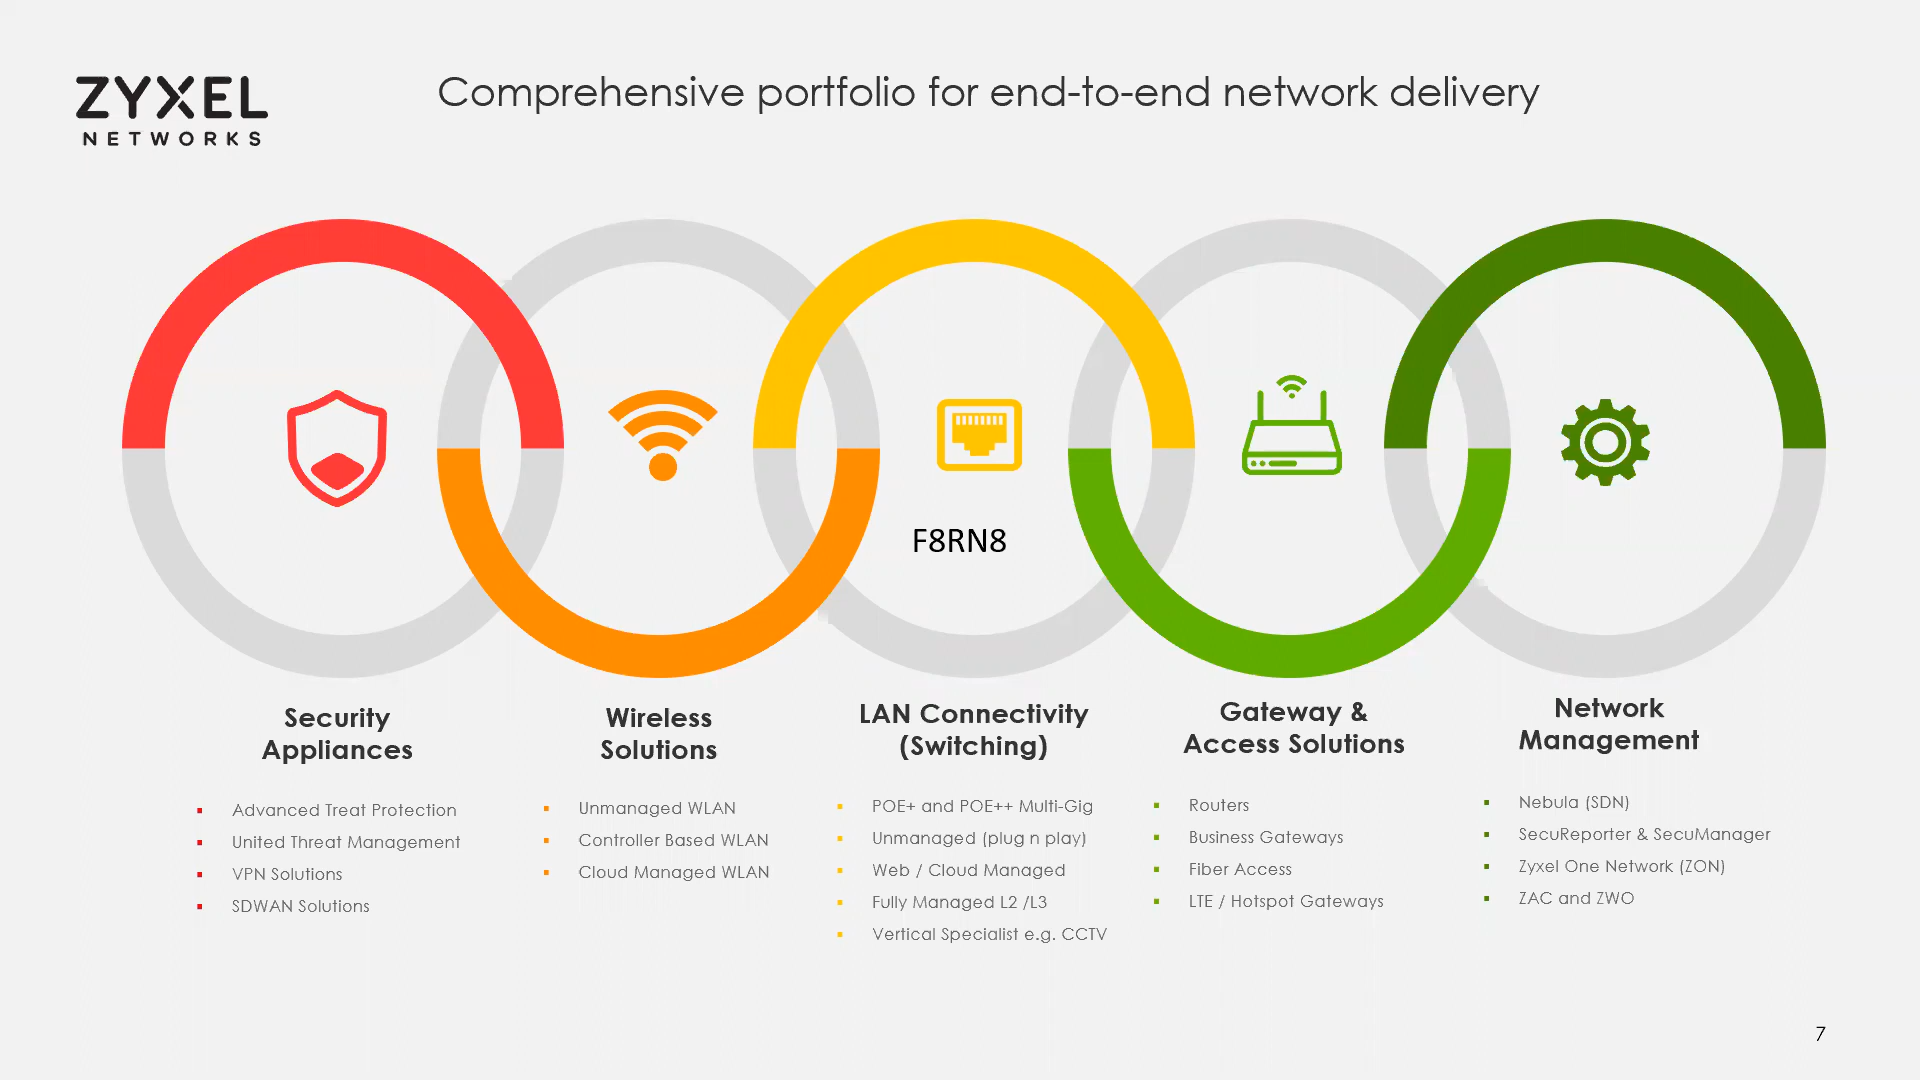 ZYXEL
NETWORKS
Comprehensive portfolio for end-to-end network delivery
F8RN8
Security
Appliances
▪ Advanced Treat Protection
▪ United Threat Management
▪ VPN Solutions
▪ SDWAN Solutions
Wireless
Solutions
▪ Unmanaged WLAN
▪ Controller Based WLAN
▪ Cloud Managed WLAN
LAN Connectivity
(Switching)
▪ POE+ and POE++ Multi-Gig
▪ Unmanaged (plug n play)
▪ Web / Cloud Managed
▪ Fully Managed L2 /L3
▪ Vertical Specialist e.g. CCTV
Gateway &
Access Solutions
▪ Routers
▪ Business Gateways
▪ Fiber Access
▪ LTE / Hotspot Gateways
Network
Management
▪ Nebula (SDN)
▪ SecuReporter & SecuManager
▪ Zyxel One Network (ZON)
▪ ZAC and ZWO
7